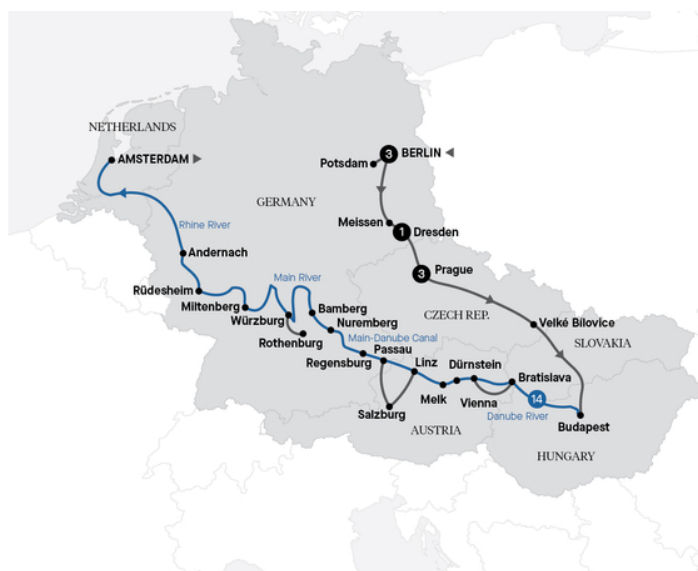 NETHERLANDS
AMSTERDAM
3
BERLIN
Potsdam
GERMANY
Meissen
1
Dresden
Rhine River
Andernach
3
Prague
Main River
Rüdesheim
Miltenberg
Bamberg
Würzburg
Nuremberg
CZECH REP.
Velké Bílovice
Rothenburg
Main-Danube Canal
SLOVAKIA
Passau
Regensburg
Linz
Dürnstein
Bratislava
Melk
Vienna
14
Salzburg
Danube River
Budapest
AUSTRIA
HUNGARY